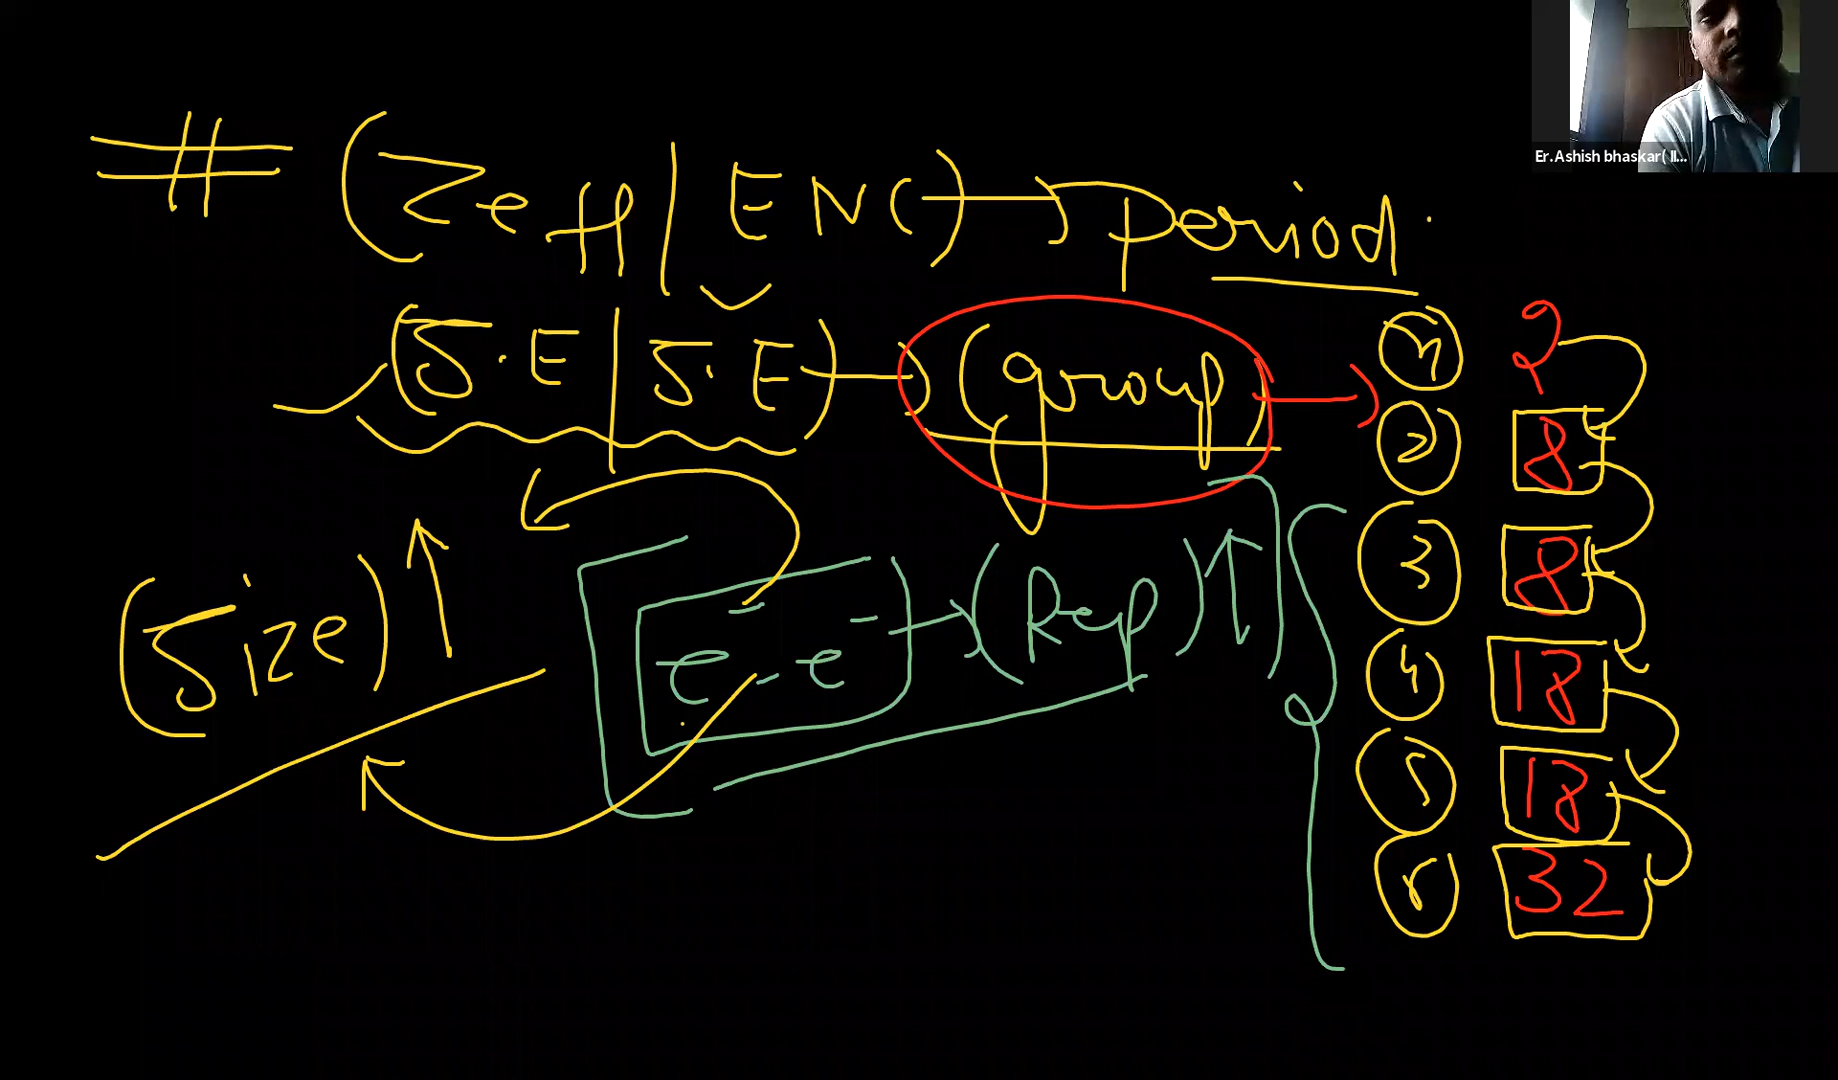 # (Zeff | ENC) → Period.
(S.E | S.E) → (group) →
(Size) ↑
e⁻ - e⁻ → (Rep) ↑
1 2
2 8
3 8
4 18
5 18
6 32
Er.Ashish bhaskar( II...